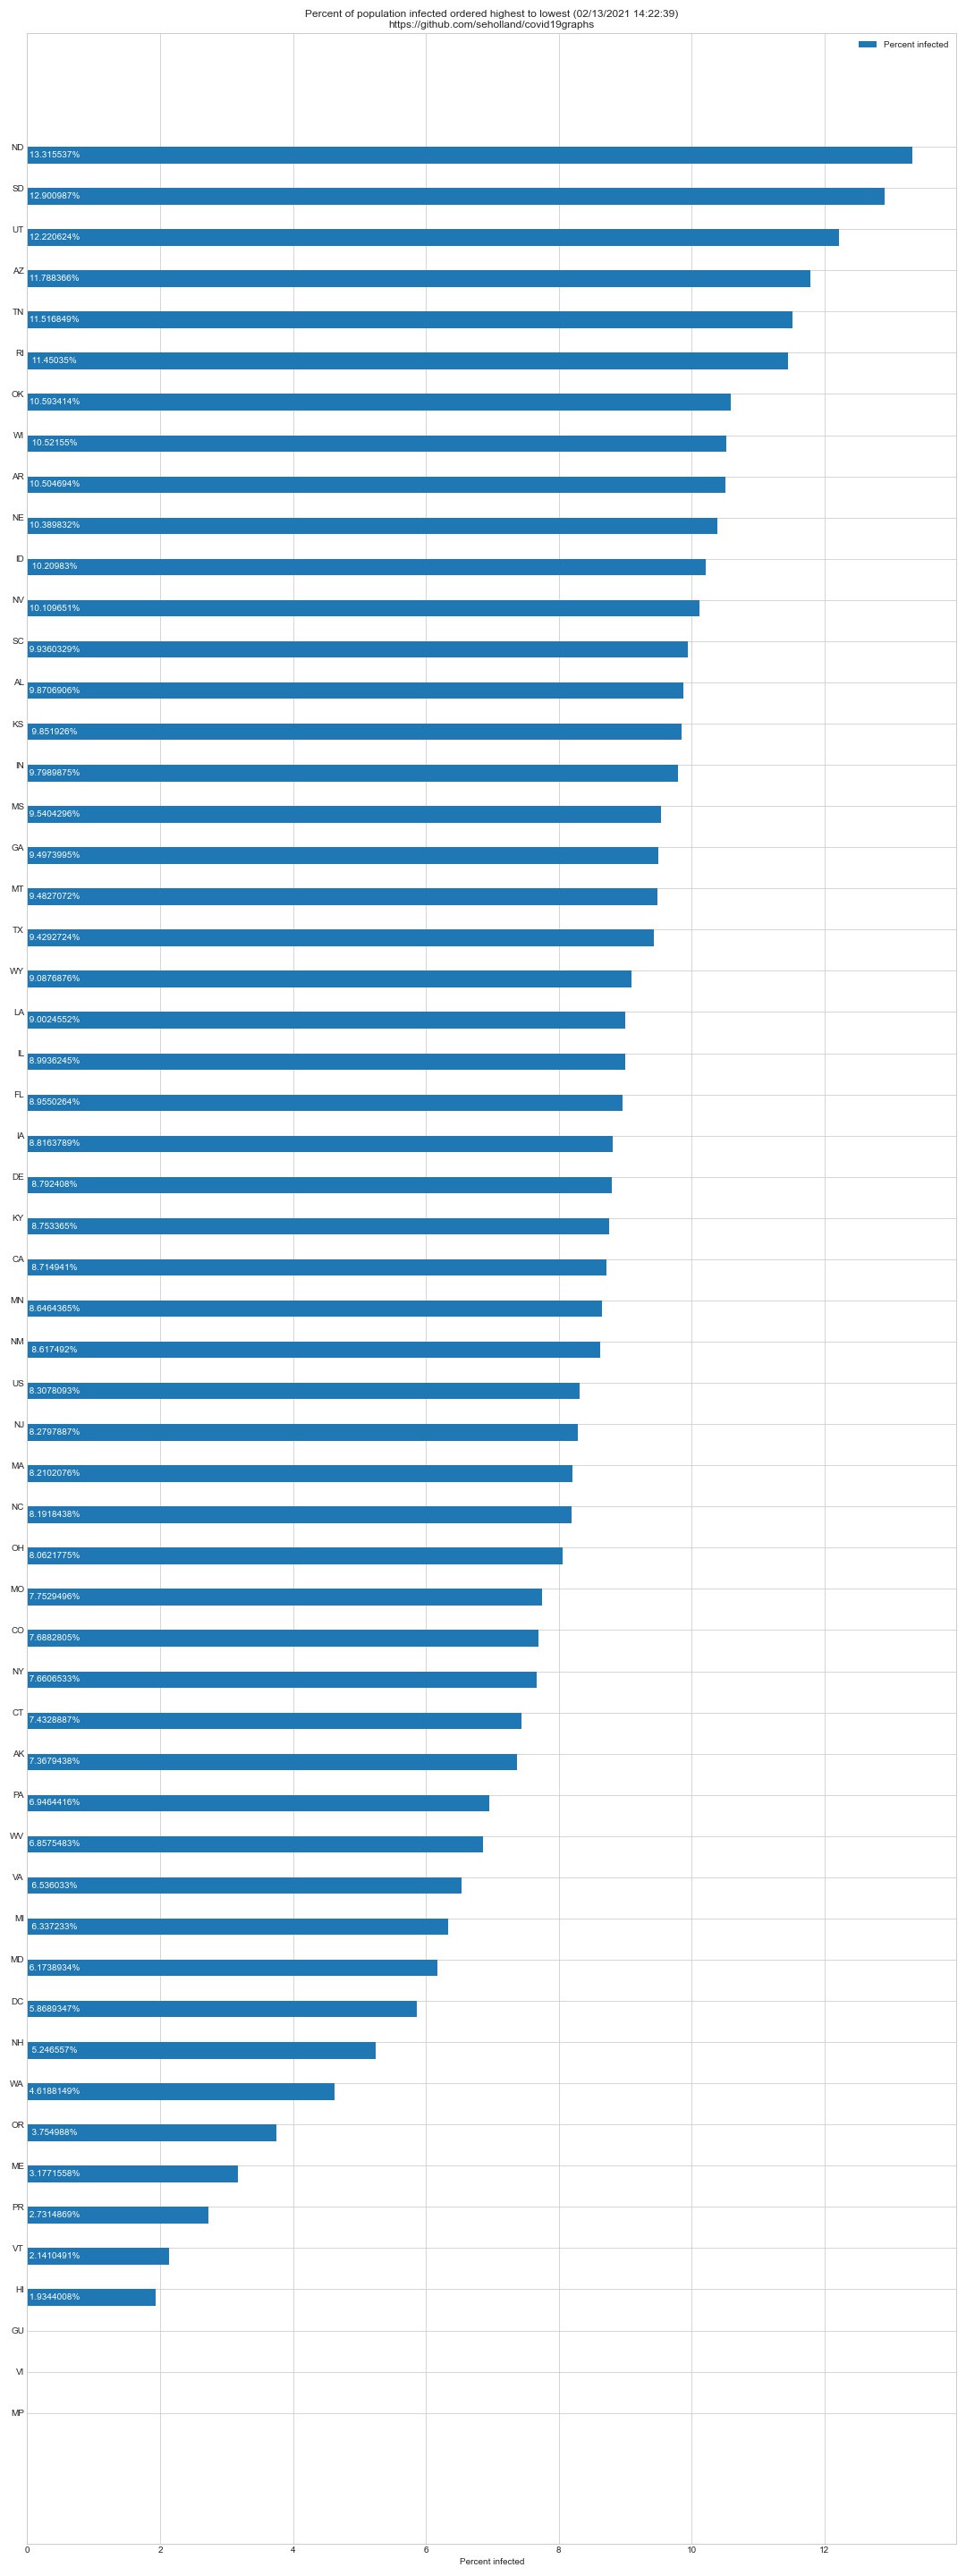 Percent of population infected ordered highest to lowest (02/13/2021 14:22:39)
https://github.com/seholland/covid19graphs
Percent infected
ND 13.315537%
SD 12.900987%
UT 12.220624%
AZ 11.788366%
TN 11.516849%
RI 11.45035%
OK 10.593414%
WI 10.52155%
AR 10.504694%
NE 10.389832%
ID 10.20983%
NV 10.109651%
SC 9.9360329%
AL 9.8706906%
KS 9.851926%
IN 9.7989875%
MS 9.5404296%
GA 9.4973995%
MT 9.4827072%
TX 9.4292724%
WY 9.0876876%
LA 9.0024552%
IL 8.9936245%
FL 8.9550264%
IA 8.8163789%
DE 8.792408%
KY 8.753365%
CA 8.714941%
MN 8.6464365%
NM 8.617492%
US 8.3078093%
NJ 8.2797887%
MA 8.2102076%
NC 8.1918438%
OH 8.0621775%
MO 7.7529496%
CO 7.6882805%
NY 7.6606533%
CT 7.4328887%
AK 7.3679438%
PA 6.9464416%
WV 6.8575483%
VA 6.536033%
MI 6.337233%
MD 6.1738934%
DC 5.8689347%
NH 5.246557%
WA 4.6188149%
OR 3.754988%
ME 3.1771558%
PR 2.7314869%
VT 2.1410491%
HI 1.9344008%
GU
VI
MP
0 2 4 6 8 10 12
Percent infected